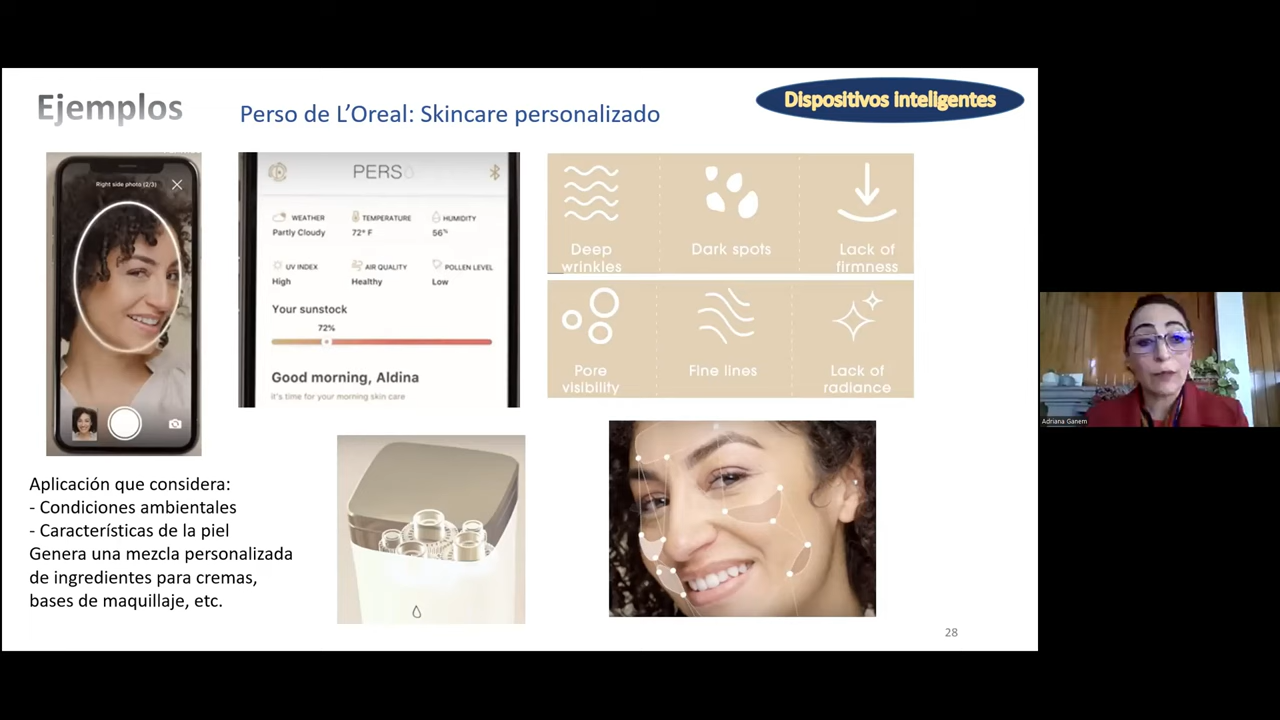 Ejemplos
Perso de L'Oreal: Skincare personalizado
Dispositivos inteligentes
Right side photo (2/3)
PERSO
WEATHER
Partly Cloudy
TEMPERATURE
72° F
HUMIDITY
56%
UV INDEX
High
AIR QUALITY
Healthy
POLLEN LEVEL
Low
Your sunstock
72%
Good morning, Aldina
It's time for your morning skin care
Deep
wrinkles
Dark spots
Lack of
firmness
Pore
visibility
Fine lines
Lack of
radiance
Aplicación que considera:
- Condiciones ambientales
- Características de la piel
Genera una mezcla personalizada
de ingredientes para cremas,
bases de maquillaje, etc.
28
Adriana Ganem